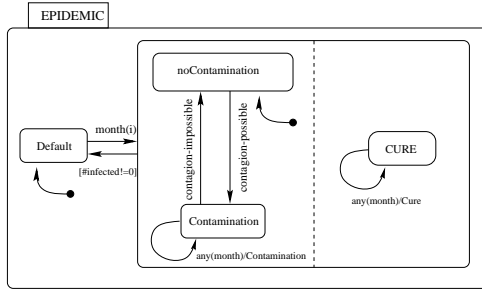 EPIDEMIC
noContamination
month(i)
Default
[#infected!=0]
contagion-impossible
contagion-possible
CURE
any(month)/Cure
Contamination
any(month)/Contamination